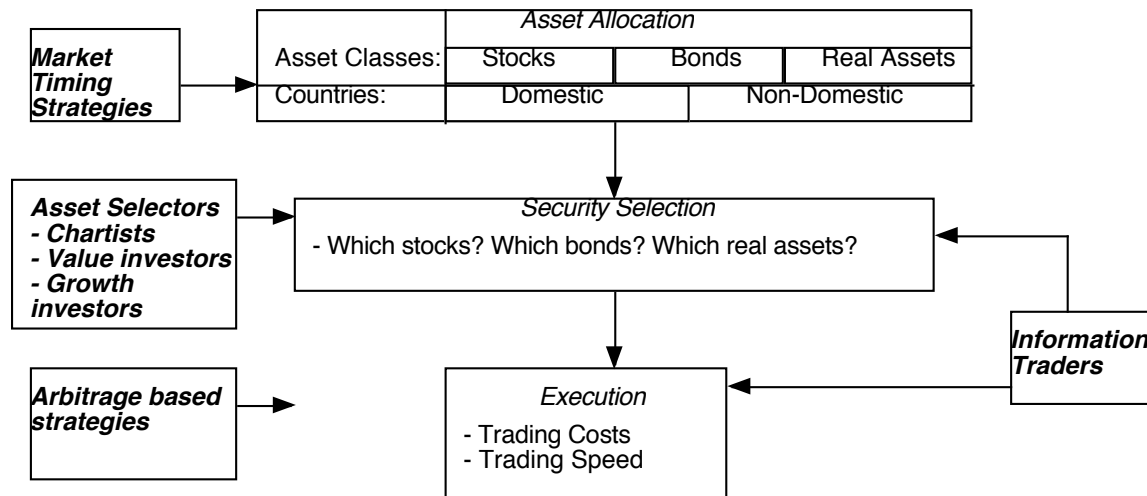 Asset Allocation
Market
Timing
Strategies
Asset Classes: Stocks Bonds Real Assets
Countries: Domestic Non-Domestic
Asset Selectors
- Chartists
- Value investors
- Growth
investors
Security Selection
- Which stocks? Which bonds? Which real assets?
Information
Traders
Arbitrage based
strategies
Execution
- Trading Costs
- Trading Speed